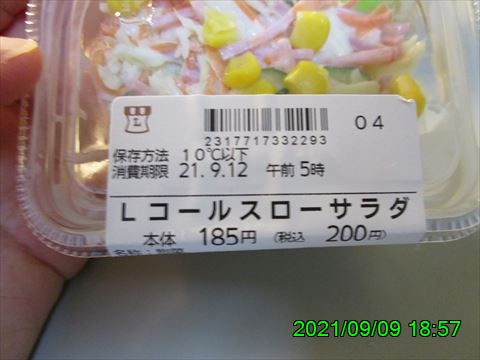 L
04
2317717332293
保存方法 10℃以下
消費期限 21.9.12 午前5時
Lコールスローサラダ
本体 185円 (税込 200円)
2021/09/09 18:57